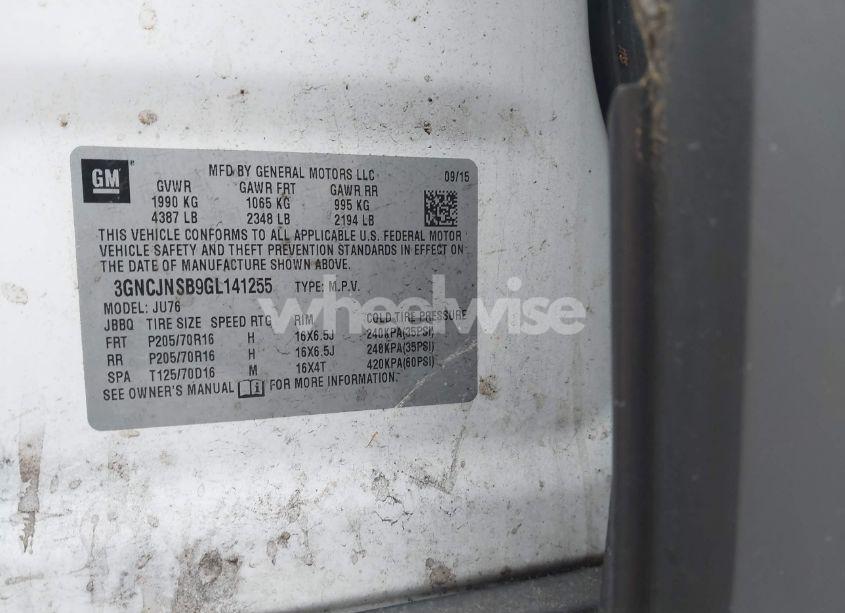 GM
MFD BY GENERAL MOTORS LLC 09/15
GVWR GAWR FRT GAWR RR
1990 KG 1065 KG 995 KG
4387 LB 2348 LB 2194 LB
THIS VEHICLE CONFORMS TO ALL APPLICABLE U.S. FEDERAL MOTOR
VEHICLE SAFETY AND THEFT PREVENTION STANDARDS IN EFFECT ON
THE DATE OF MANUFACTURE SHOWN ABOVE.
3GNCJNSB9GL141255 TYPE: M.P.V.
MODEL: JU76
JBBQ TIRE SIZE SPEED RTG RIM COLD TIRE PRESSURE
FRT P205/70R16 H 16X6.5J 240KPA(35PSI)
RR P205/70R16 H 16X6.5J 240KPA(35PSI)
SPA T125/70D16 M 16X4T 420KPA(60PSI)
SEE OWNER'S MANUAL FOR MORE INFORMATION.
wheelwise